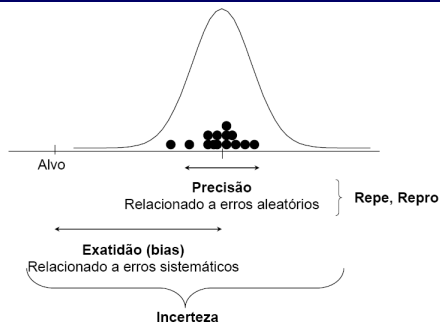 Alvo
Precisão
Relacionado a erros aleatórios
Repe, Repro
Exatidão (bias)
Relacionado a erros sistemáticos
Incerteza